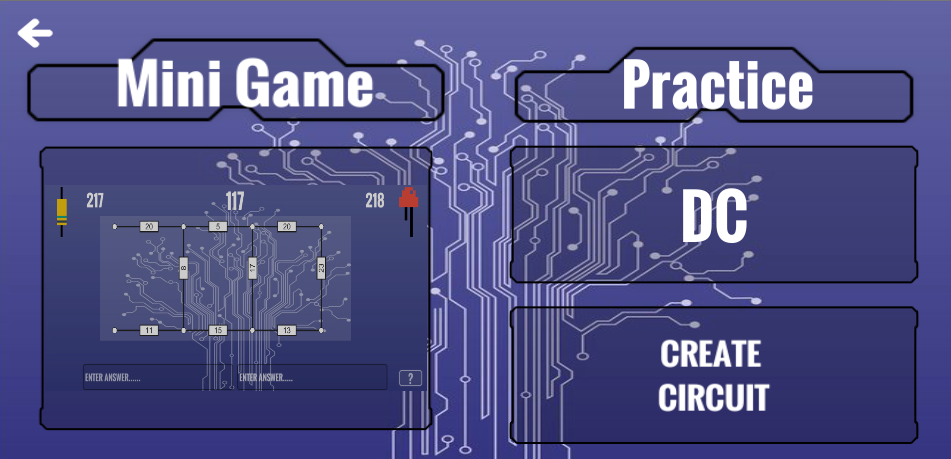 Mini Game
Practice
217 117 218
20 5 20
8 17 23
11 15 13
ENTER ANSWER...... ENTER ANSWER.....
?
DC
CREATE
CIRCUIT